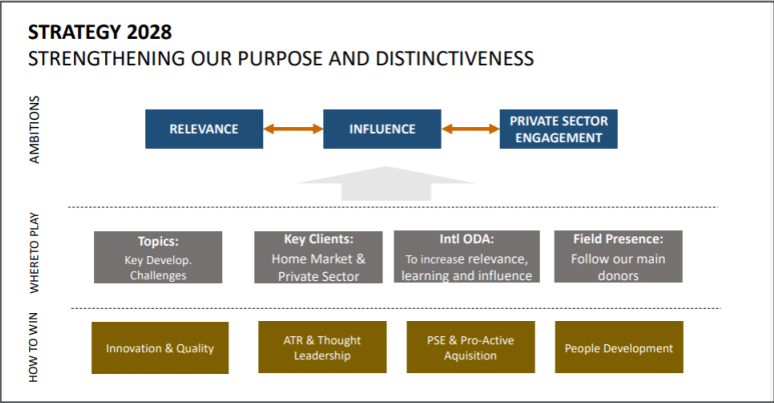 STRATEGY 2028
STRENGTHENING OUR PURPOSE AND DISTINCTIVENESS
AMBITIONS
RELEVANCE
INFLUENCE
PRIVATE SECTOR
ENGAGEMENT
WHERETO PLAY
Topics:
Key Develop.
Challenges
Key Clients:
Home Market &
Private Sector
Intl ODA:
To increase relevance,
learning and influence
Field Presence:
Follow our main
donors
HOW TO WIN
Innovation & Quality
ATR & Thought
Leadership
PSE & Pro-Active
Aquisition
People Development